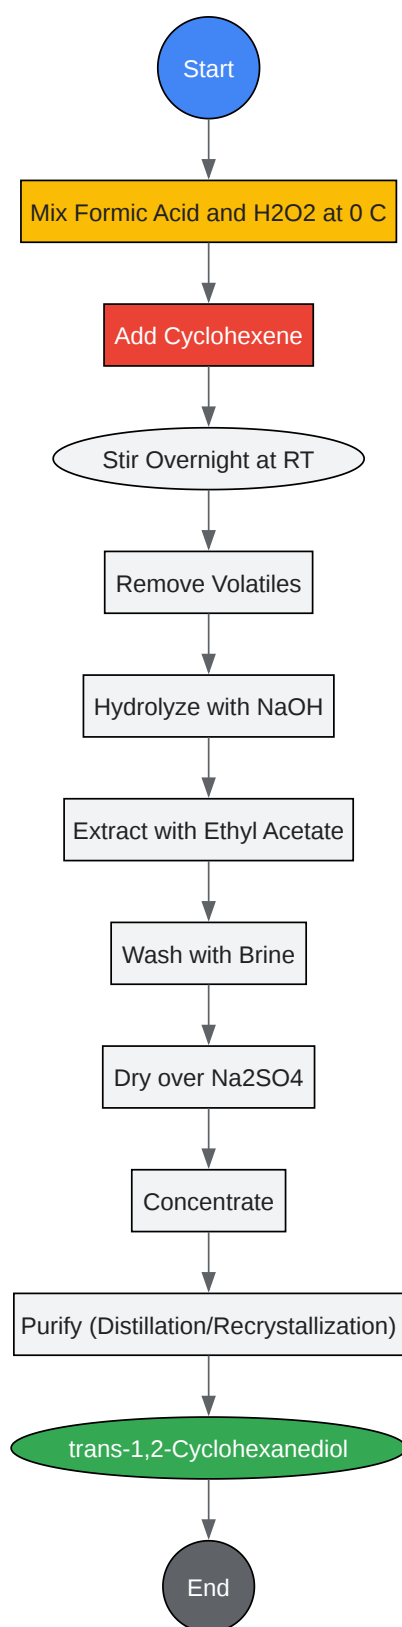 Start
Mix Formic Acid and H2O2 at 0 C
Add Cyclohexene
Stir Overnight at RT
Remove Volatiles
Hydrolyze with NaOH
Extract with Ethyl Acetate
Wash with Brine
Dry over Na2SO4
Concentrate
Purify (Distillation/Recrystallization)
trans-1,2-Cyclohexanediol
End